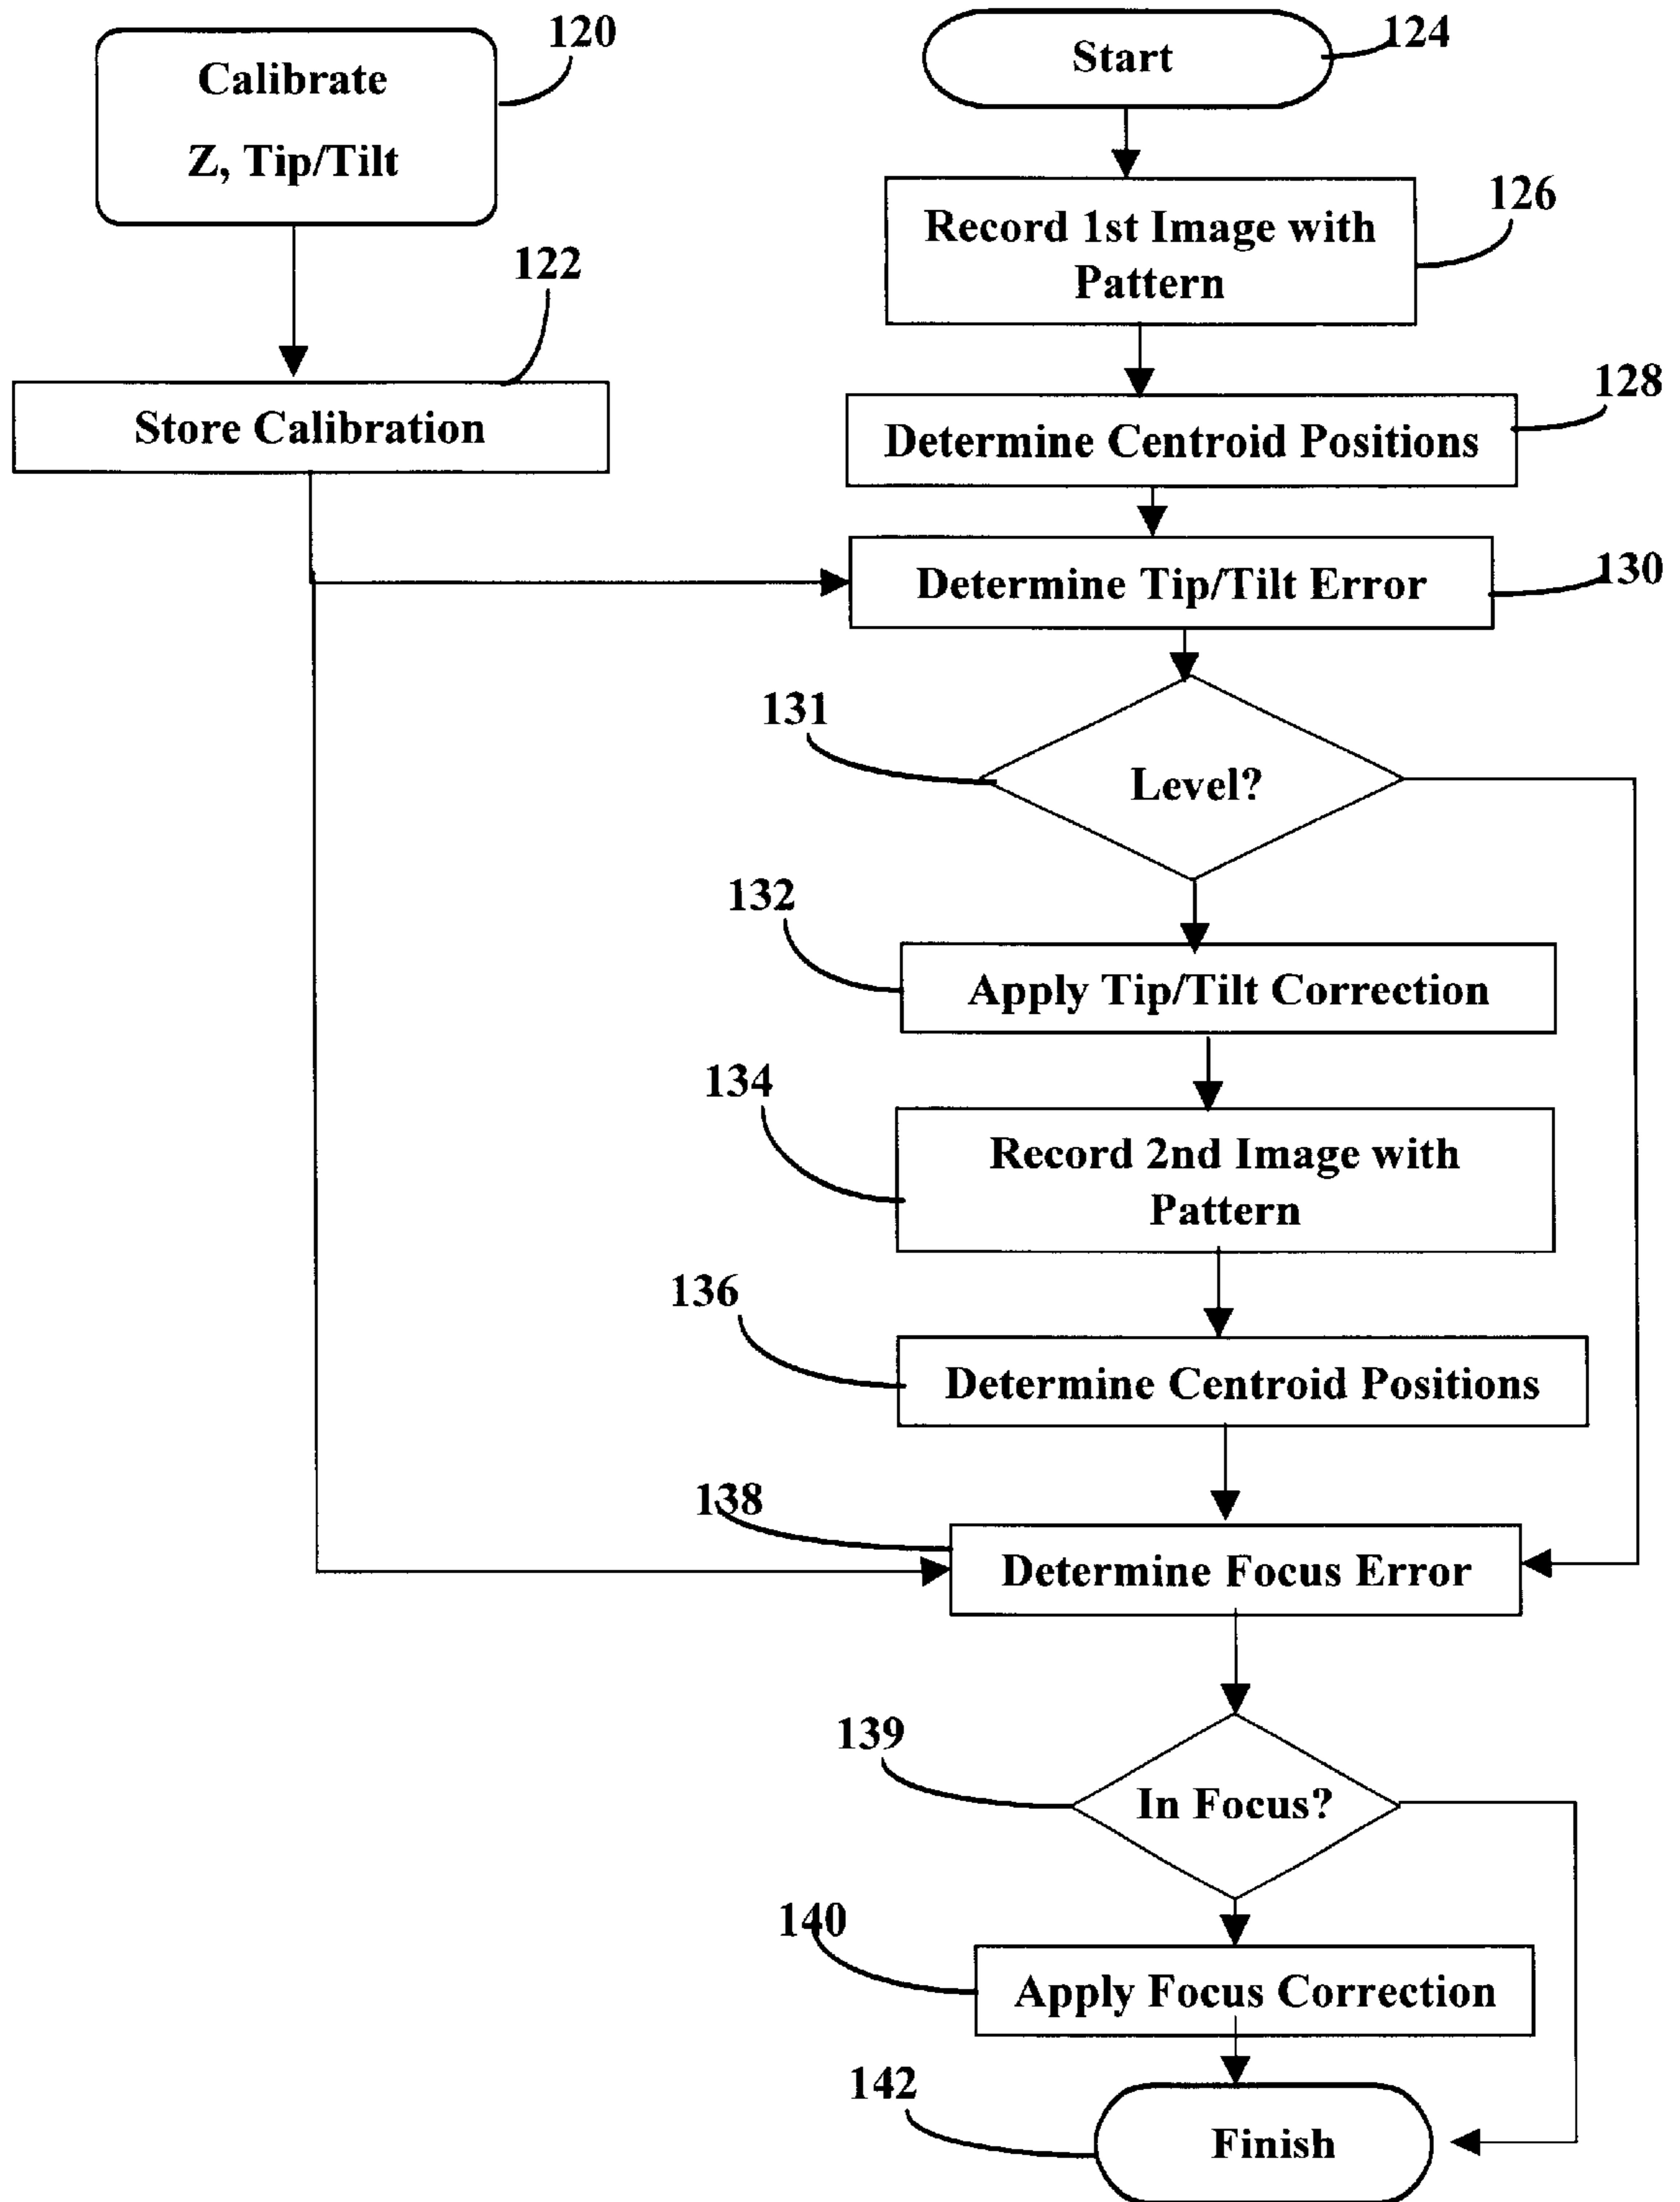 120
Calibrate
Z, Tip/Tilt
122
Store Calibration
Start
124
Record 1st Image with
Pattern
126
128
Determine Centroid Positions
Determine Tip/Tilt Error
130
131
Level?
132
Apply Tip/Tilt Correction
134
Record 2nd Image with
Pattern
136
Determine Centroid Positions
138
Determine Focus Error
139
In Focus?
140
Apply Focus Correction
142
Finish